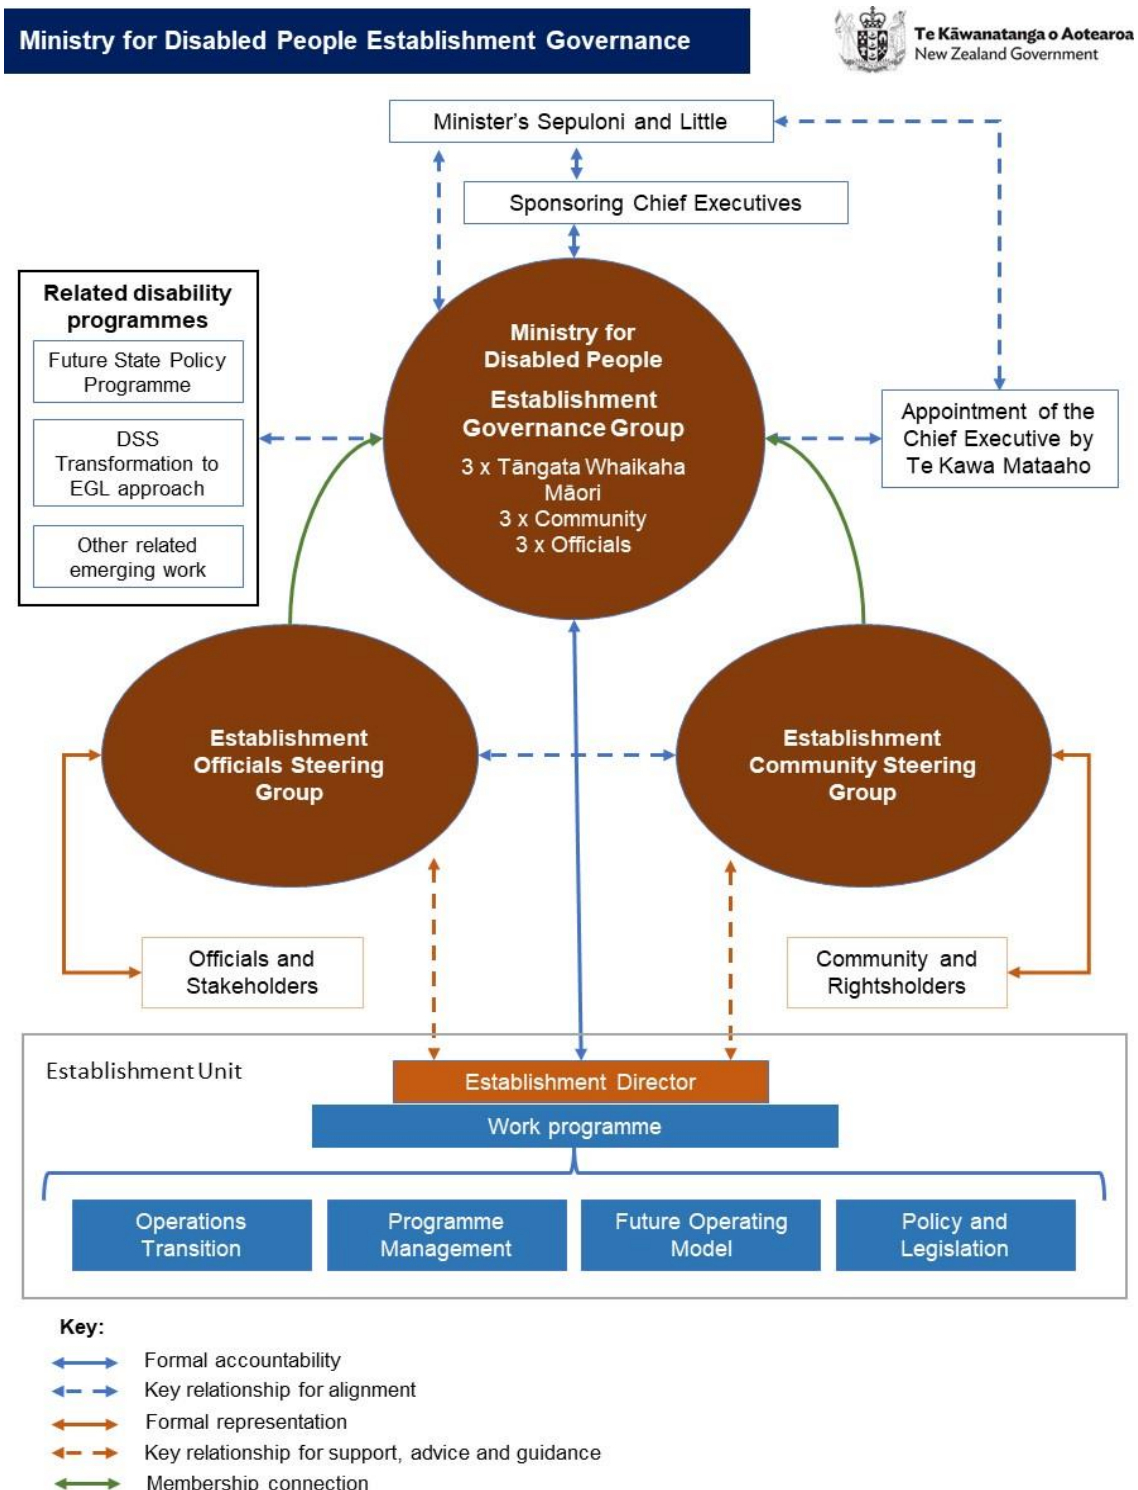 Ministry for Disabled People Establishment Governance
Te Kāwanatanga o Aotearoa
New Zealand Government
Minister's Sepuloni and Little
Sponsoring Chief Executives
Related disability
programmes
Future State Policy
Programme
DSS
Transformation to
EGL approach
Other related
emerging work
Ministry for
Disabled People
Establishment
Governance Group
3 x Tāngata Whaikaha
Māori
3 x Community
3 x Officials
Appointment of the
Chief Executive by
Te Kawa Mataaho
Establishment
Officials Steering
Group
Establishment
Community Steering
Group
Officials and
Stakeholders
Community and
Rightsholders
Establishment Unit
Establishment Director
Work programme
Operations
Transition
Programme
Management
Future Operating
Model
Policy and
Legislation
Key:
Formal accountability
Key relationship for alignment
Formal representation
Key relationship for support, advice and guidance
Membership connection